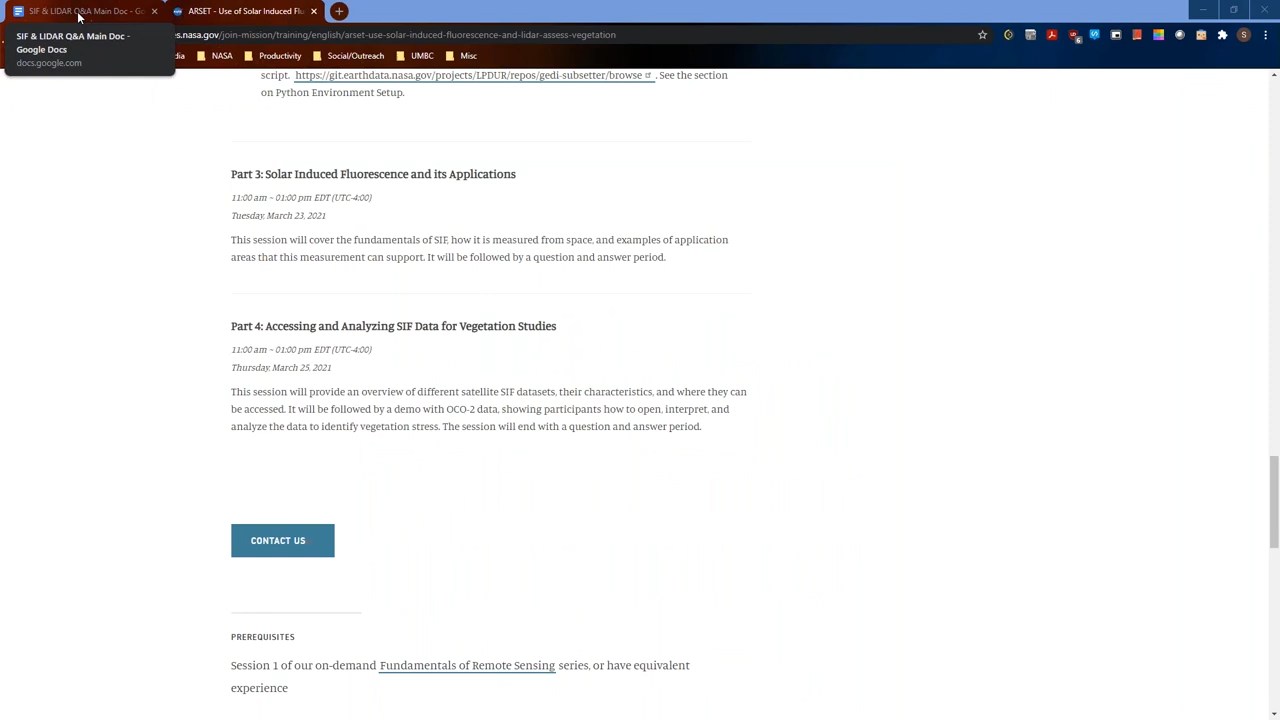 SIF & LIDAR Q&A Main Doc - Go
ARSET - Use of Solar Induced Flu
SIF & LIDAR Q&A Main Doc -
Google Docs
docs.google.com
es.nasa.gov/join-mission/training/english/arset-use-solar-induced-fluorescence-and-lidar-assess-vegetation
dia
NASA
Productivity
Social/Outreach
UMBC
Misc
script. https://git.earthdata.nasa.gov/projects/LPDUR/repos/gedi-subsetter/browse . See the section
on Python Environment Setup.
Part 3: Solar Induced Fluorescence and its Applications
11:00 am - 01:00 pm EDT (UTC-4:00)
Tuesday, March 23, 2021
This session will cover the fundamentals of SIF, how it is measured from space, and examples of application
areas that this measurement can support. It will be followed by a question and answer period.
Part 4: Accessing and Analyzing SIF Data for Vegetation Studies
11:00 am - 01:00 pm EDT (UTC-4:00)
Thursday, March 25, 2021
This session will provide an overview of different satellite SIF datasets, their characteristics, and where they can
be accessed. It will be followed by a demo with OCO-2 data, showing participants how to open, interpret, and
analyze the data to identify vegetation stress. The session will end with a question and answer period.
CONTACT US
PREREQUISITES
Session 1 of our on-demand Fundamentals of Remote Sensing series, or have equivalent
experience